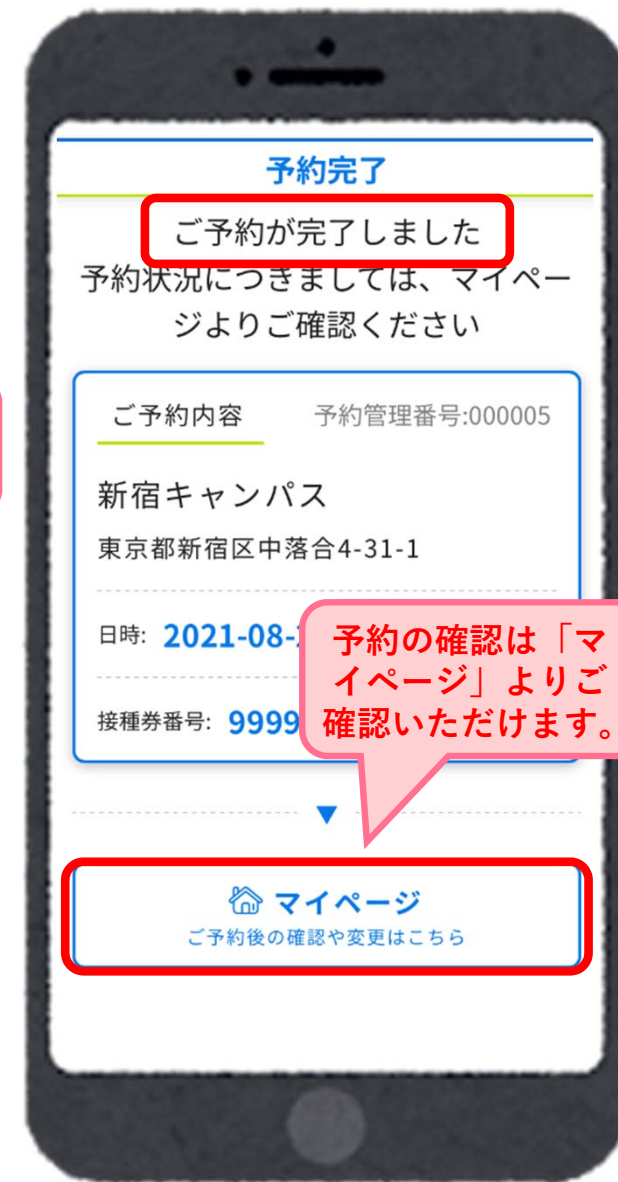 予約完了
ご予約が完了しました
予約状況につきましては、マイペー
ジよりご確認ください
ご予約内容 予約管理番号:000005
新宿キャンパス
東京都新宿区中落合4-31-1
日時: 2021-08-
接種券番号: 9999
予約の確認は「マ
イページ」よりご
確認いただけます。
マイページ
ご予約後の確認や変更はこちら